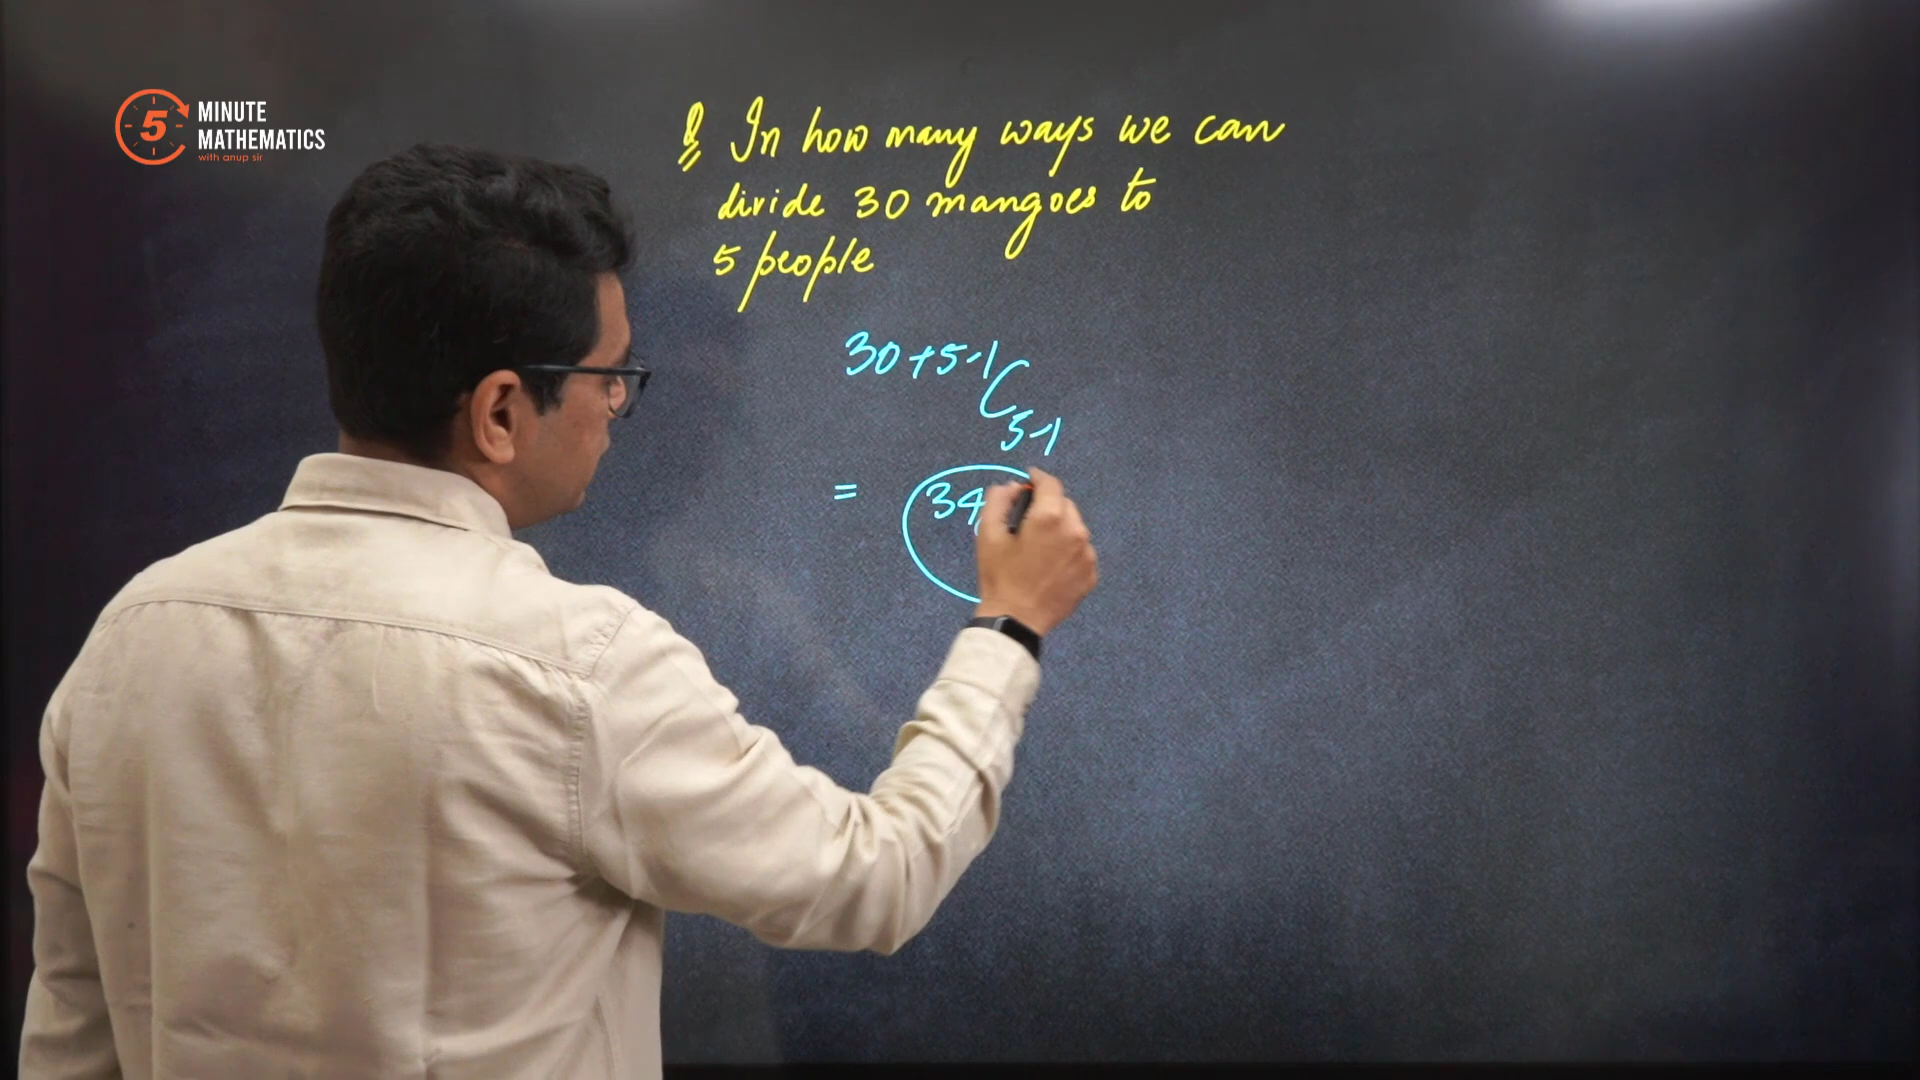 5 MINUTE
MATHEMATICS
with anup sir
Q In how many ways we can
divide 30 mangoes to
5 people
30+5-1C5-1
= 34